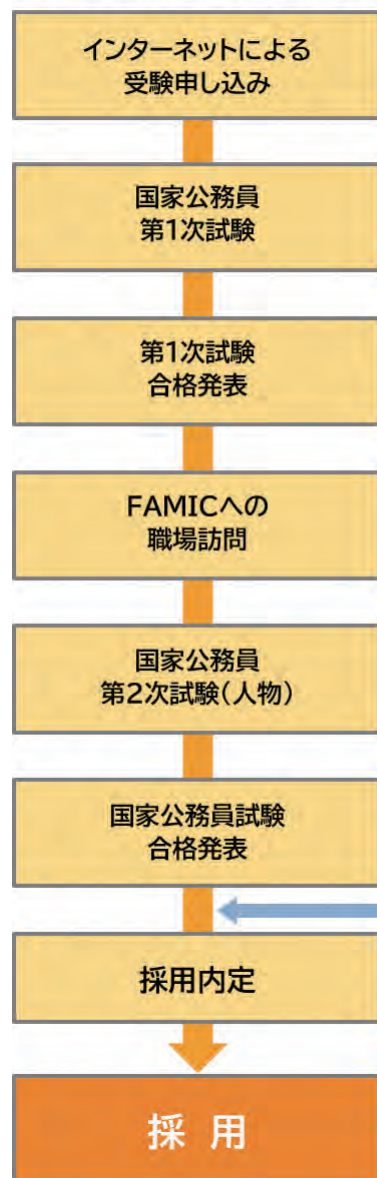 インターネットによる
受験申し込み
国家公務員
第1次試験
第1次試験
合格発表
FAMICへの
職場訪問
国家公務員
第2次試験(人物)
国家公務員試験
合格発表
採用内定
採 用